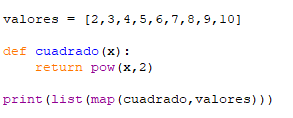 valores = [2,3,4,5,6,7,8,9,10]
def cuadrado(x):
    return pow(x,2)
print(list(map(cuadrado,valores)))